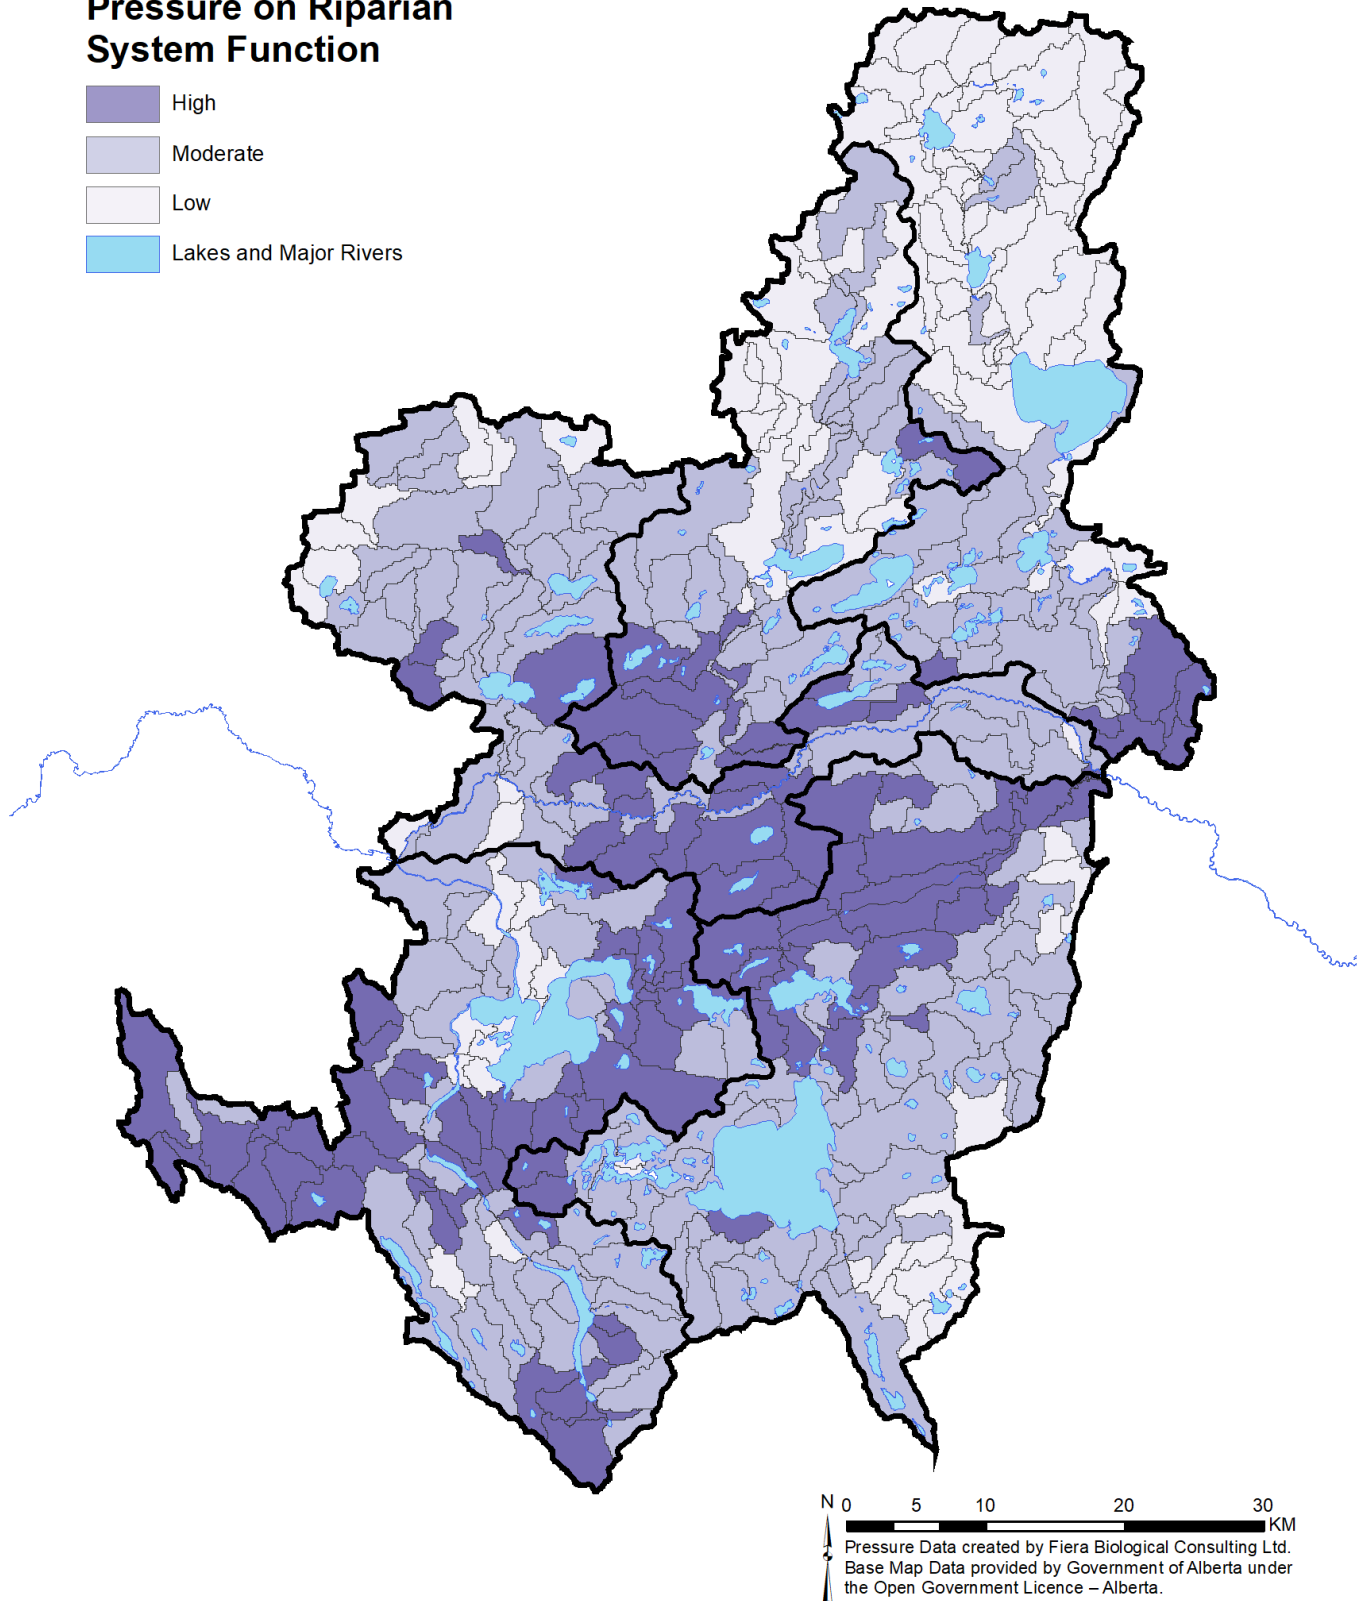 Pressure on Riparian
System Function
High
Moderate
Low
Lakes and Major Rivers
N 0 5 10 20 30
KM
Pressure Data created by Fiera Biological Consulting Ltd.
Base Map Data provided by Government of Alberta under
the Open Government Licence – Alberta.